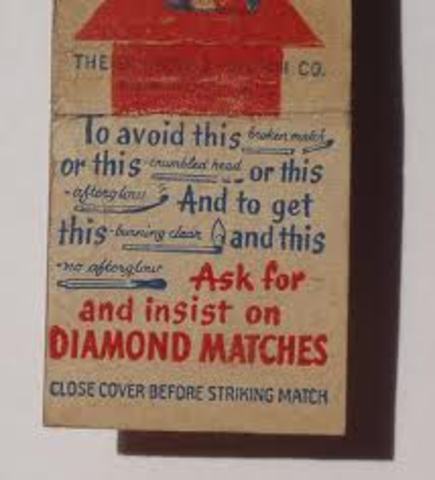 THE CO.
To avoid this broken match
or this crumbled head or this
-afterglow And to get
this -burning clear and this
-no afterglow Ask for
and insist on
DIAMOND MATCHES
CLOSE COVER BEFORE STRIKING MATCH